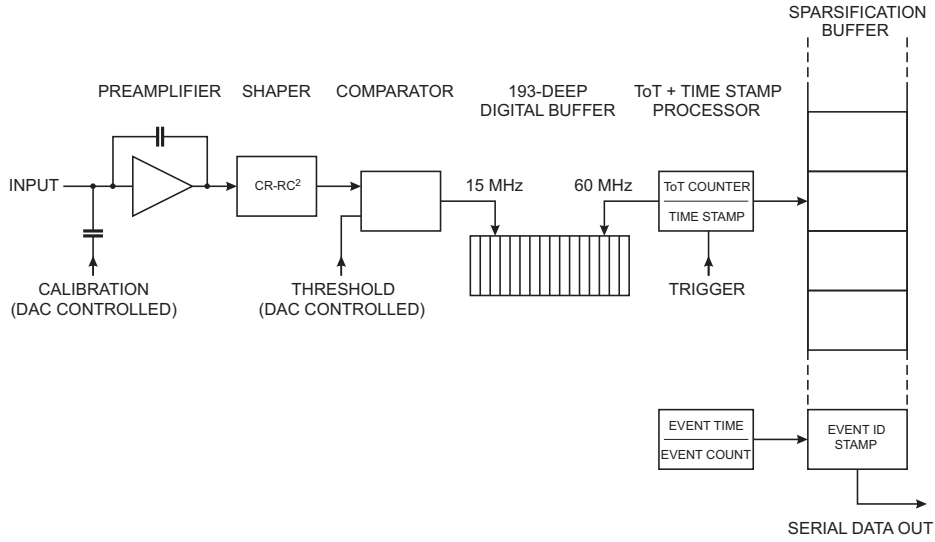 SPARSIFICATION
BUFFER
PREAMPLIFIER
SHAPER
COMPARATOR
193-DEEP
DIGITAL BUFFER
ToT + TIME STAMP
PROCESSOR
INPUT
CR-RC²
15 MHz
60 MHz
ToT COUNTER
TIME STAMP
CALIBRATION
(DAC CONTROLLED)
THRESHOLD
(DAC CONTROLLED)
TRIGGER
EVENT TIME
EVENT COUNT
EVENT ID
STAMP
SERIAL DATA OUT